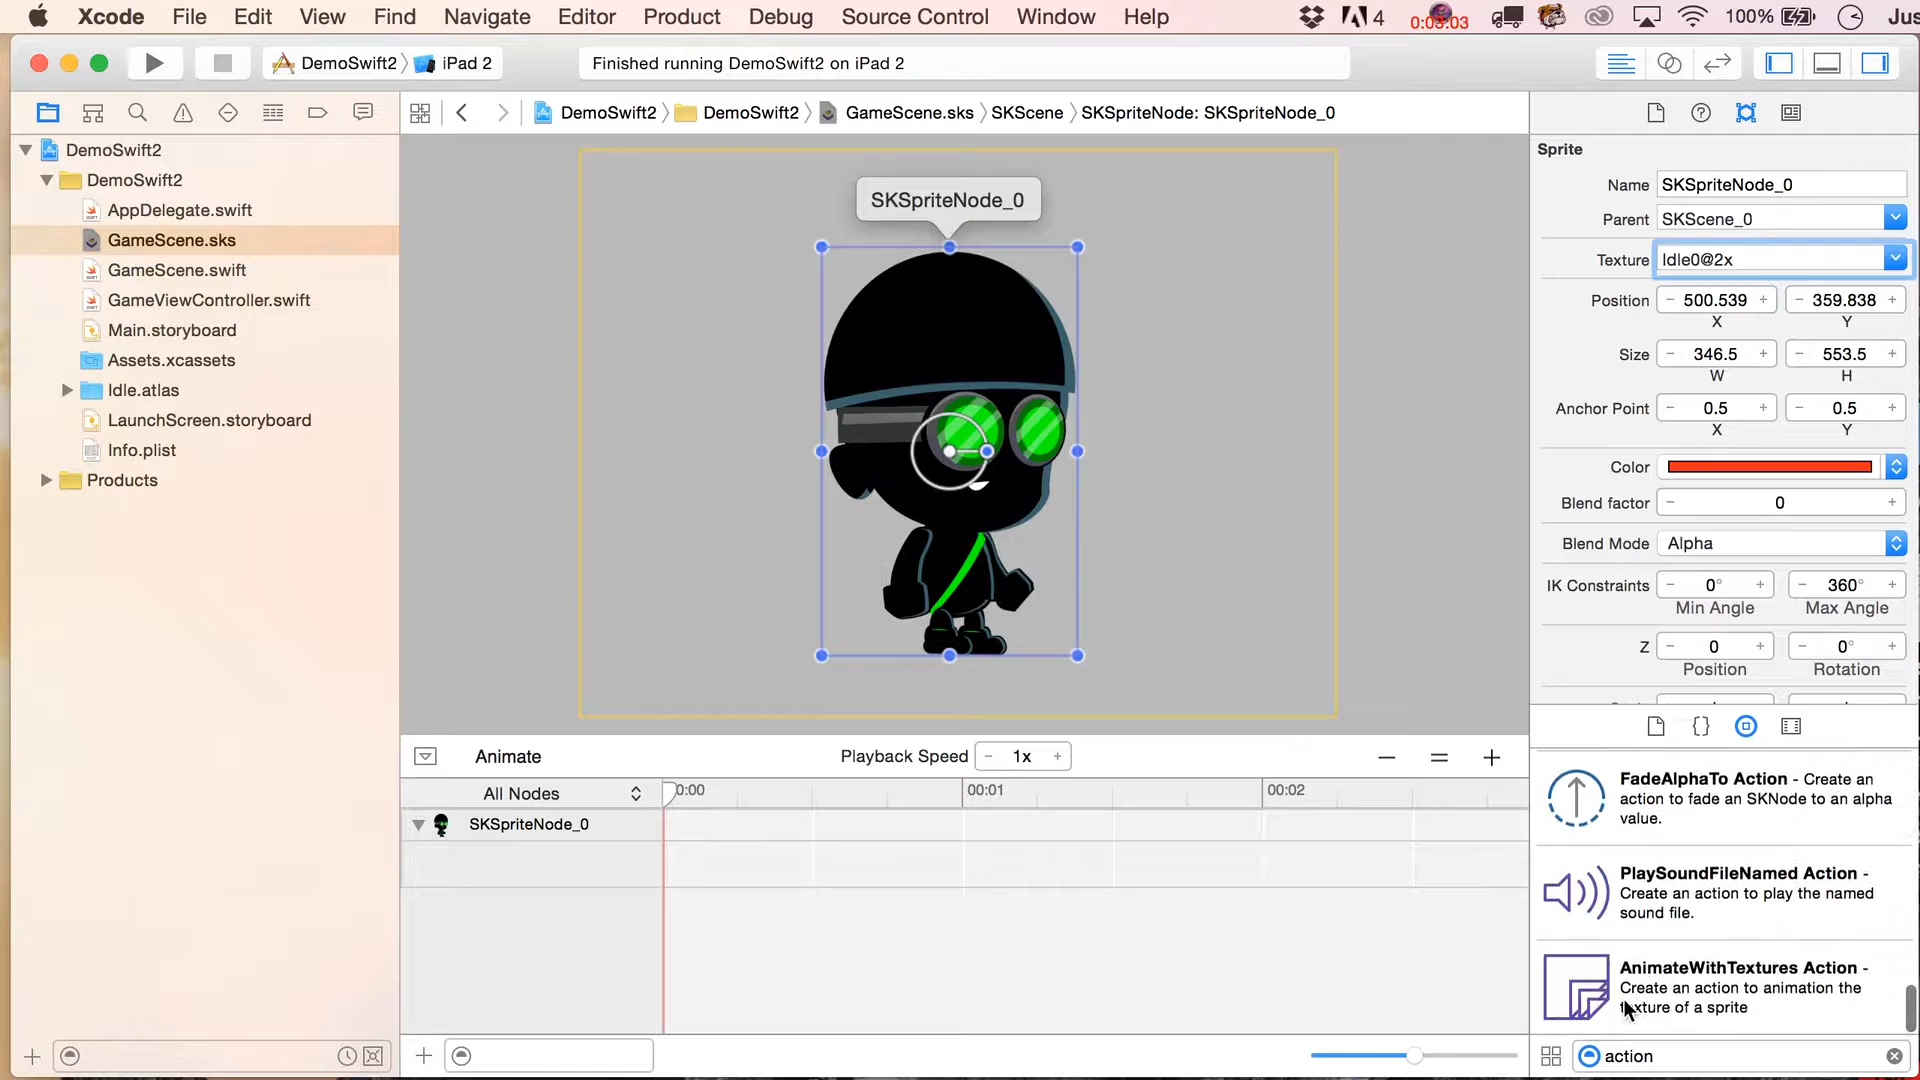 Xcode File Edit View Find Navigate Editor Product Debug Source Control Window Help 4 0:03:03 100% Jus
DemoSwift2 iPad 2
Finished running DemoSwift2 on iPad 2
DemoSwift2 DemoSwift2 GameScene.sks SKScene SKSpriteNode: SKSpriteNode_0
DemoSwift2
DemoSwift2
AppDelegate.swift
GameScene.sks
GameScene.swift
GameViewController.swift
Main.storyboard
Assets.xcassets
Idle.atlas
LaunchScreen.storyboard
Info.plist
Products
SKSpriteNode_0
Animate
Playback Speed - 1x +
All Nodes
0:00 00:01 00:02
SKSpriteNode_0
Sprite
Name SKSpriteNode_0
Parent SKScene_0
Texture Idle0@2x
Position - 500.539 + - 359.838 +
X Y
Size - 346.5 + - 553.5 +
W H
Anchor Point - 0.5 + - 0.5 +
X Y
Color
Blend factor - 0 +
Blend Mode Alpha
IK Constraints - 0° + - 360° +
Min Angle Max Angle
Z - 0 + - 0° +
Position Rotation
FadeAlphaTo Action - Create an
action to fade an SKNode to an alpha
value.
PlaySoundFileNamed Action -
Create an action to play the named
sound file.
AnimateWithTextures Action -
Create an action to animation the
texture of a sprite
action